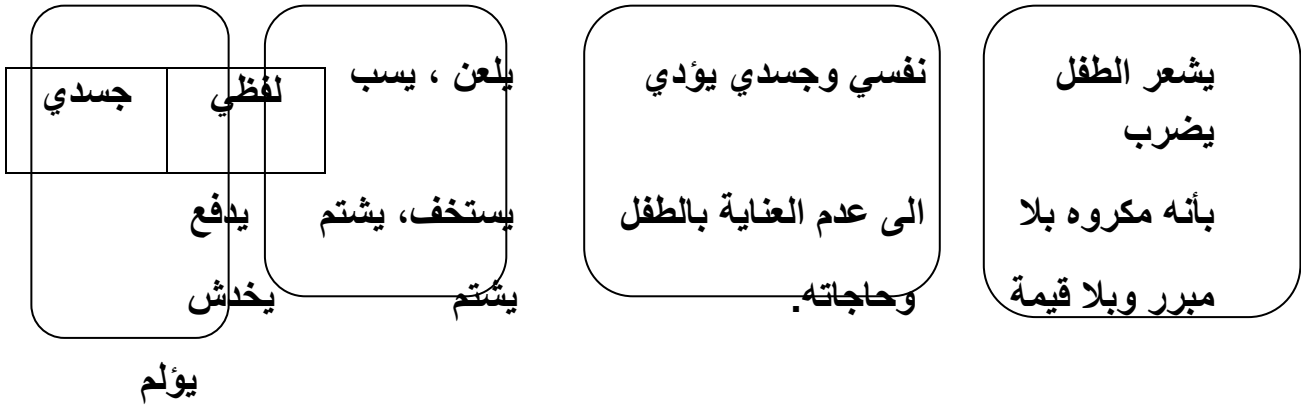 يشعر الطفل
يضرب
بأنه مكروه بلا
مبرر وبلا قيمة
نفسي وجسدي يؤدي
الى عدم العناية بالطفل
وحاجاته.
يلعن ، يسب
يستخف، يشتم
يشتم
لفظي
جسدي
يدفع
يخدش
يؤلم